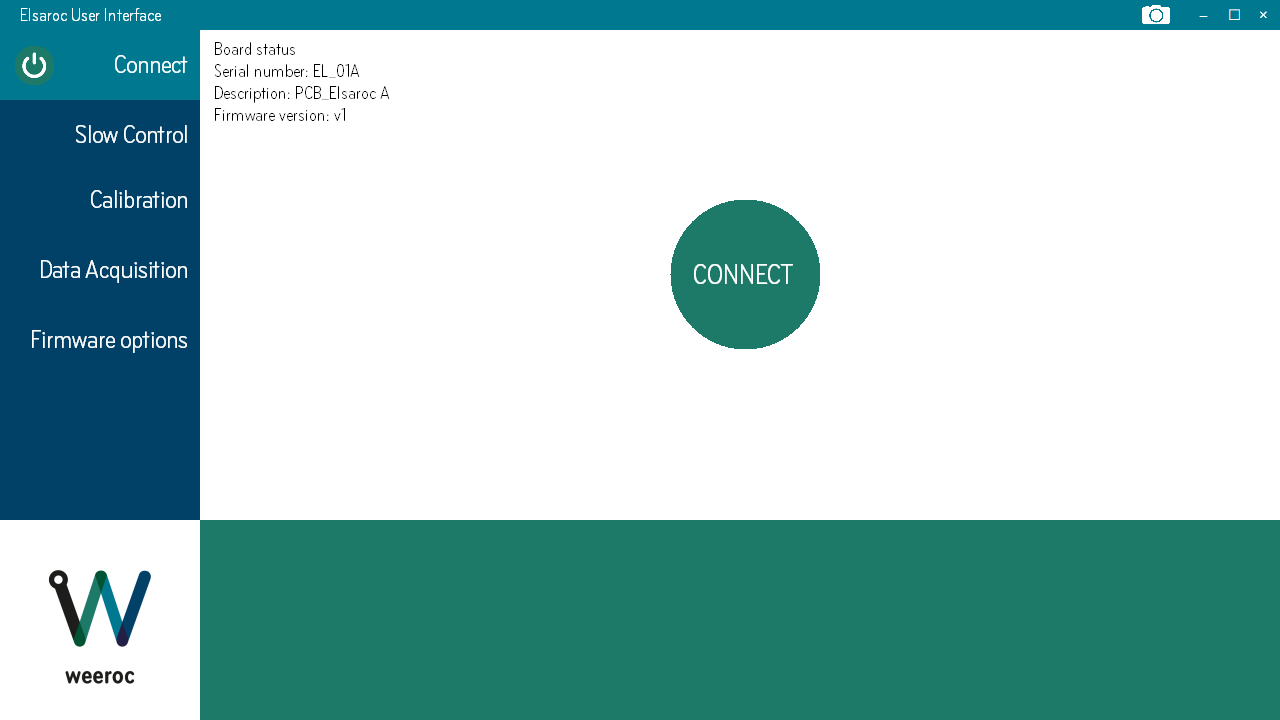 Elsaroc User Interface
Connect
Slow Control
Calibration
Data Acquisition
Firmware options
Board status
Serial number: EL_01A
Description: PCB_Elsaroc A
Firmware version: v1
CONNECT
weeroc